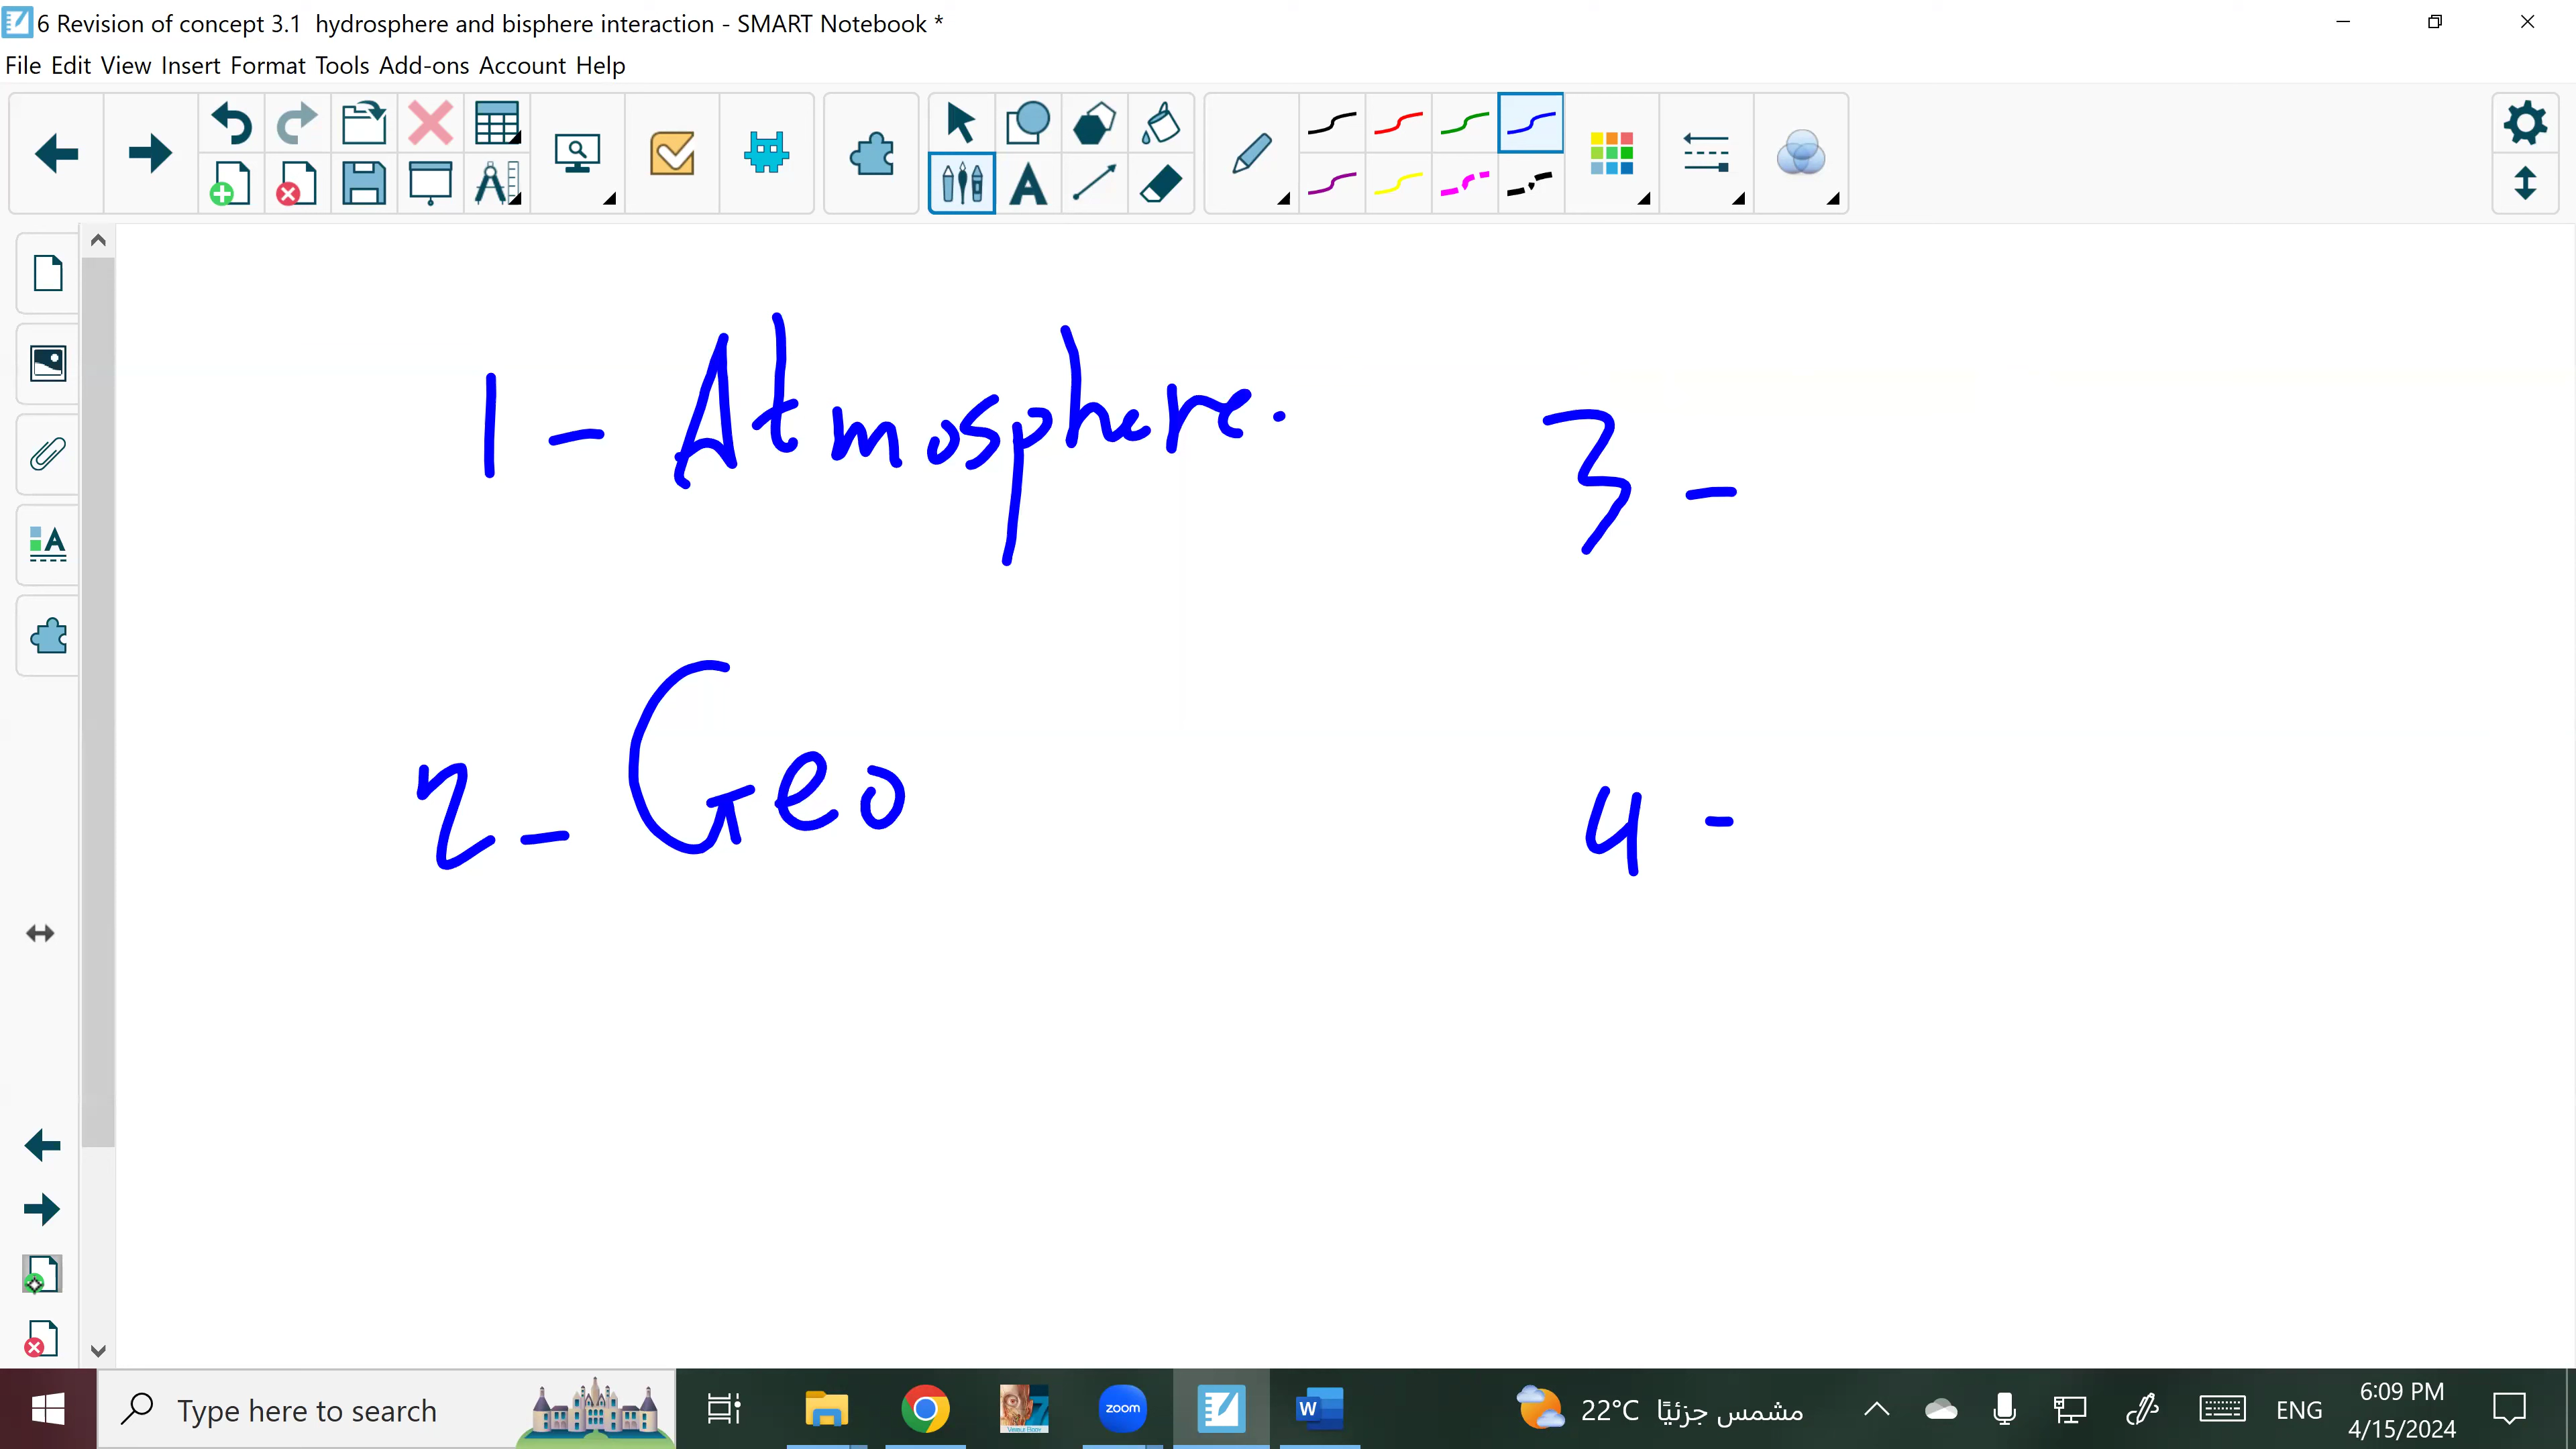 6 Revision of concept 3.1 hydrosphere and bisphere interaction - SMART Notebook *
File Edit View Insert Format Tools Add-ons Account Help
1 - Atmosphere.
3 -
2 - Geo
4 -
Type here to search
zoom
W
22°C مشمس جزئيًا
ENG
6:09 PM
4/15/2024